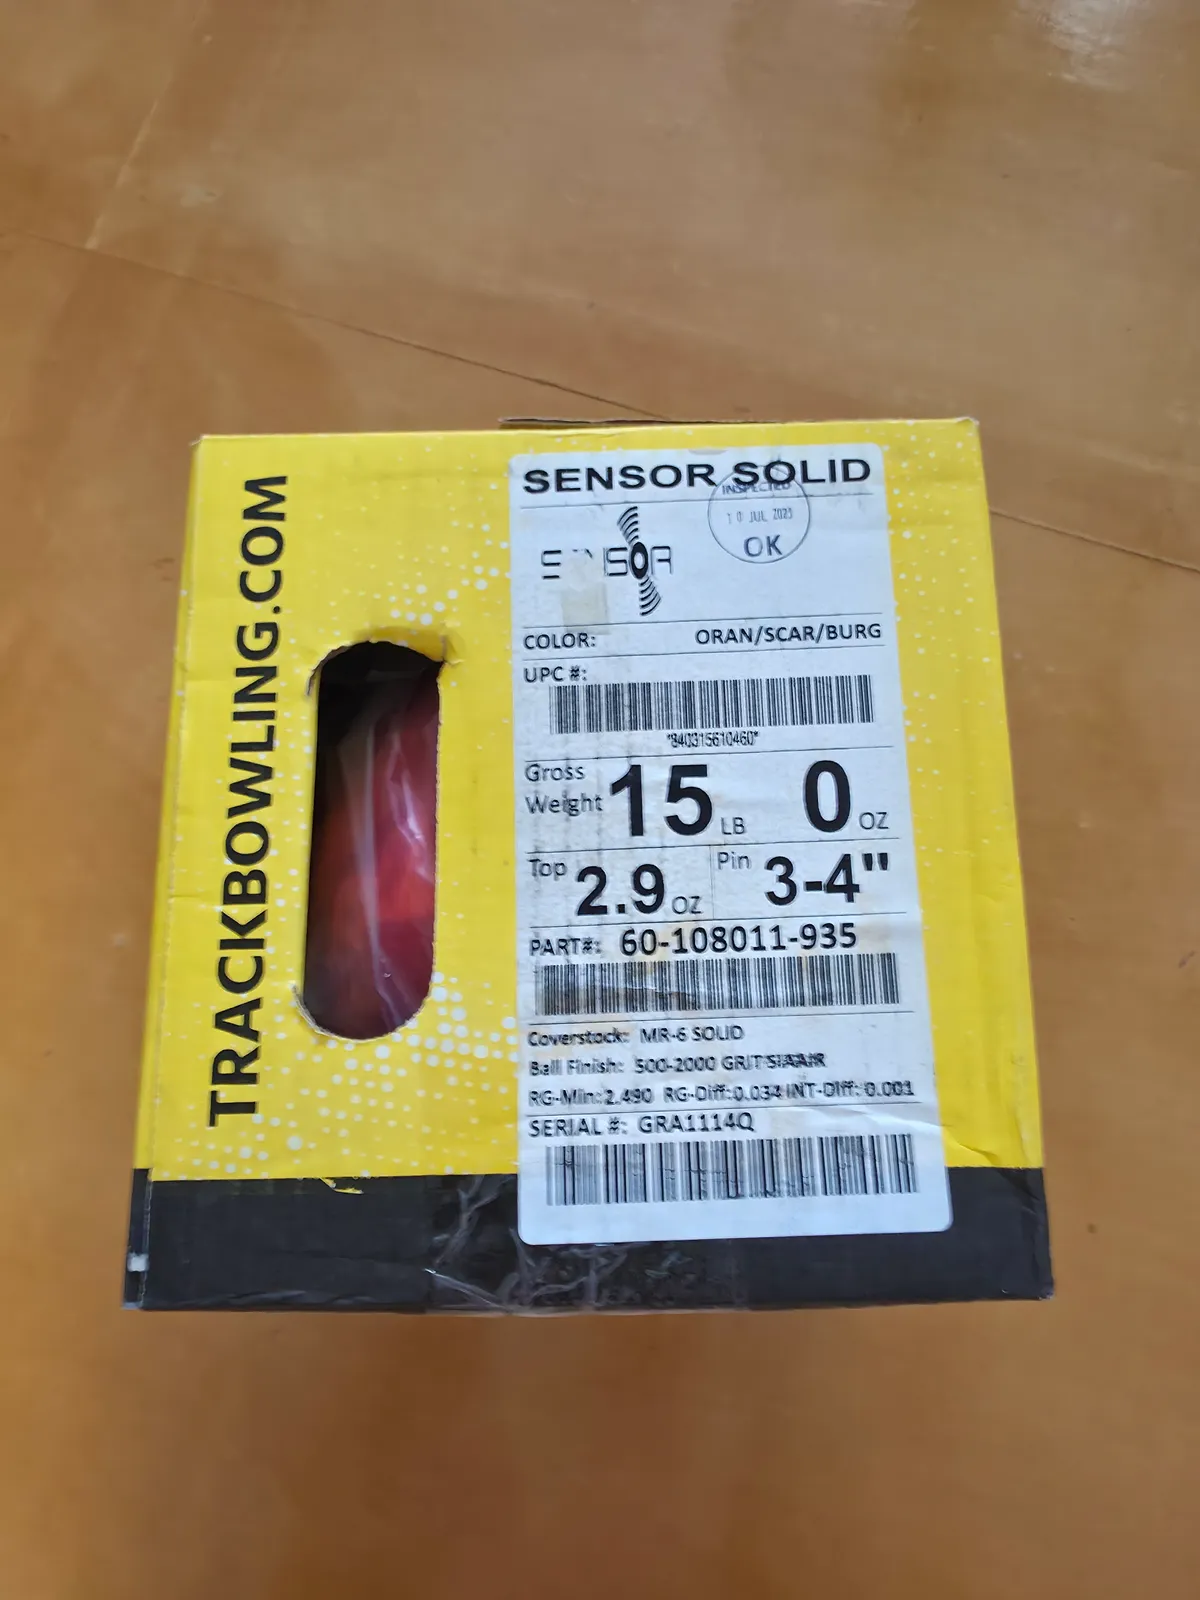 TRACKBOWLING.COM
SENSOR SOLID
INSPECTED
10 JUL 2023
OK
SENSOR
COLOR: ORAN/SCAR/BURG
UPC #:
*840315610460*
Gross Weight 15 LB 0 OZ
Top 2.9 OZ Pin 3-4"
PART#: 60-108011-935
Coverstock: MR-6 SOLID
Ball Finish: 500-2000 GRIT SIAAIR
RG-Min:2.490 RG-Diff:0.034 INT-Diff:0.001
SERIAL #: GRA1114Q